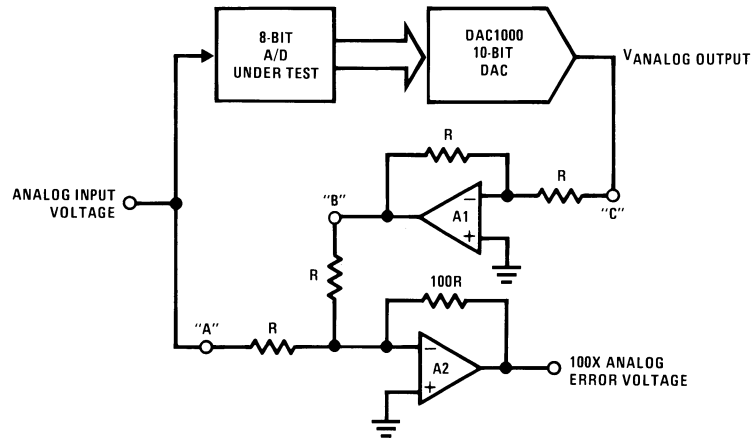 8-BIT
A/D
UNDER TEST
DAC1000
10-BIT
DAC
VANALOG OUTPUT
R
R
ANALOG INPUT
VOLTAGE
"B"
–
A1
+
"C"
R
100R
"A"
R
–
A2
+
100X ANALOG
ERROR VOLTAGE